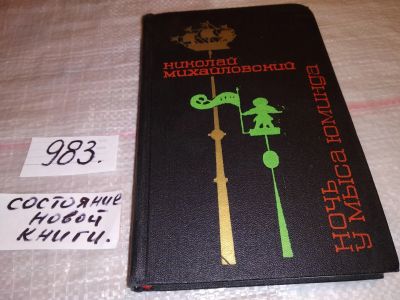 НИКОЛАЙ
МИХАЙЛОВСКИЙ
НОЧЬ
У МЫСА ЮМИНДА
983.
СОСТОЯНИЕ
НОВОЙ
КНИГИ.